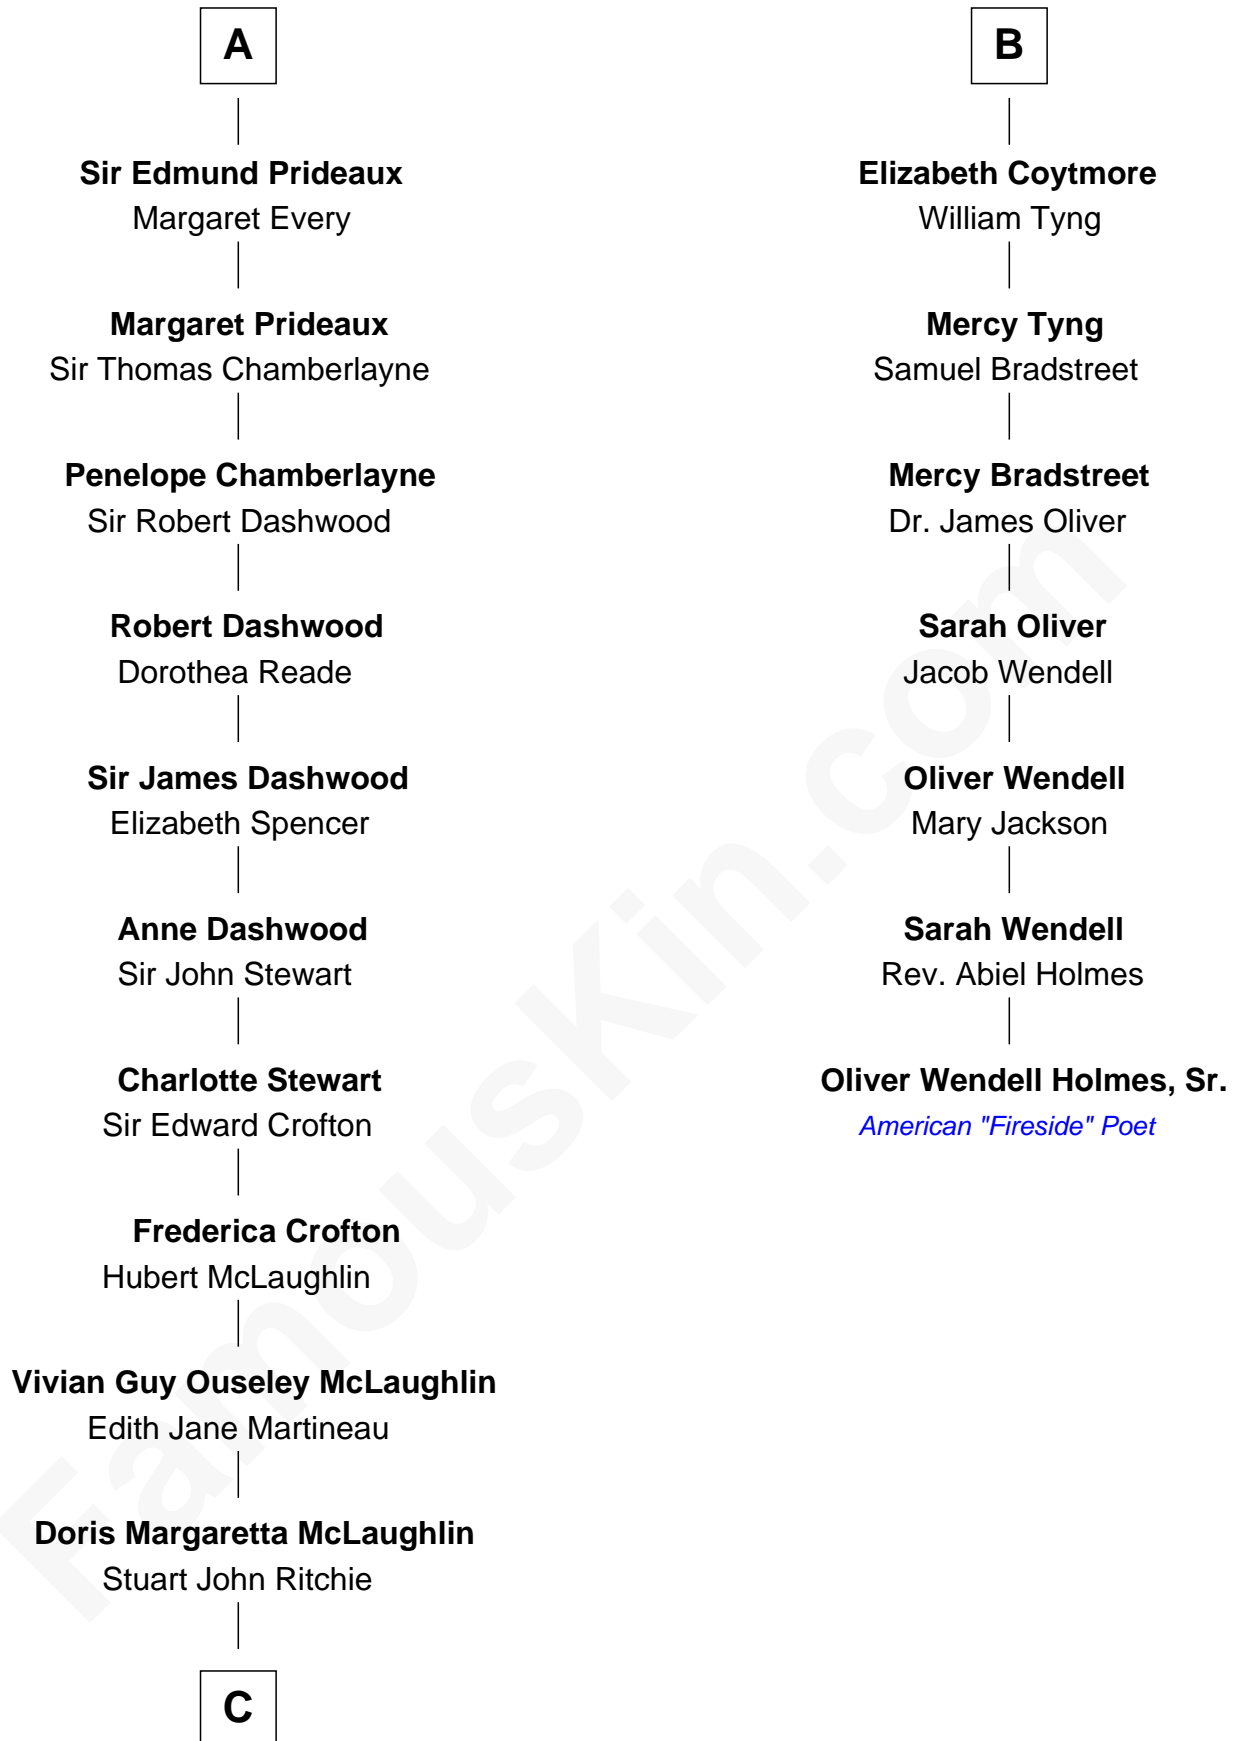 A
Sir Edmund Prideaux
Margaret Every
Margaret Prideaux
Sir Thomas Chamberlayne
Penelope Chamberlayne
Sir Robert Dashwood
Robert Dashwood
Dorothea Reade
Sir James Dashwood
Elizabeth Spencer
Anne Dashwood
Sir John Stewart
Charlotte Stewart
Sir Edward Crofton
Frederica Crofton
Hubert McLaughlin
Vivian Guy Ouseley McLaughlin
Edith Jane Martineau
Doris Margaretta McLaughlin
Stuart John Ritchie
C
B
Elizabeth Coytmore
William Tyng
Mercy Tyng
Samuel Bradstreet
Mercy Bradstreet
Dr. James Oliver
Sarah Oliver
Jacob Wendell
Oliver Wendell
Mary Jackson
Sarah Wendell
Rev. Abiel Holmes
Oliver Wendell Holmes, Sr.
American "Fireside" Poet
FamousKin.com